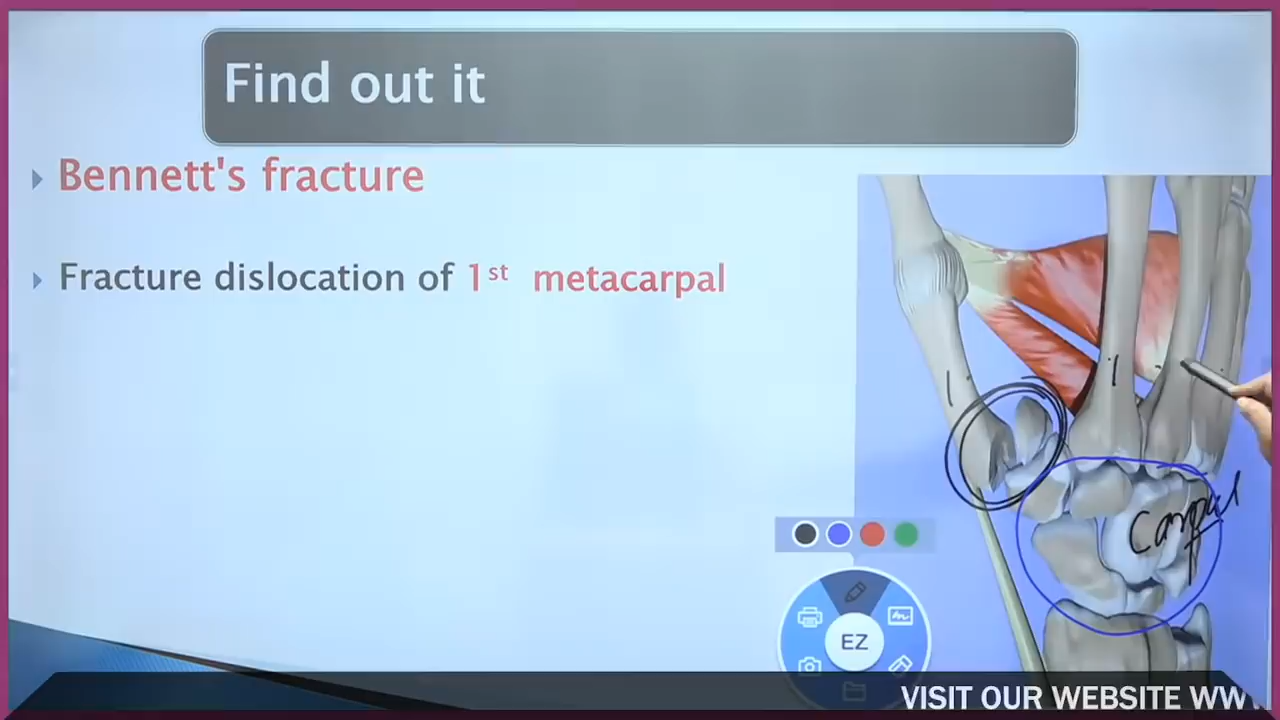 Find out it
Bennett's fracture
Fracture dislocation of 1st metacarpal
Carpal
EZ
VISIT OUR WEBSITE WW